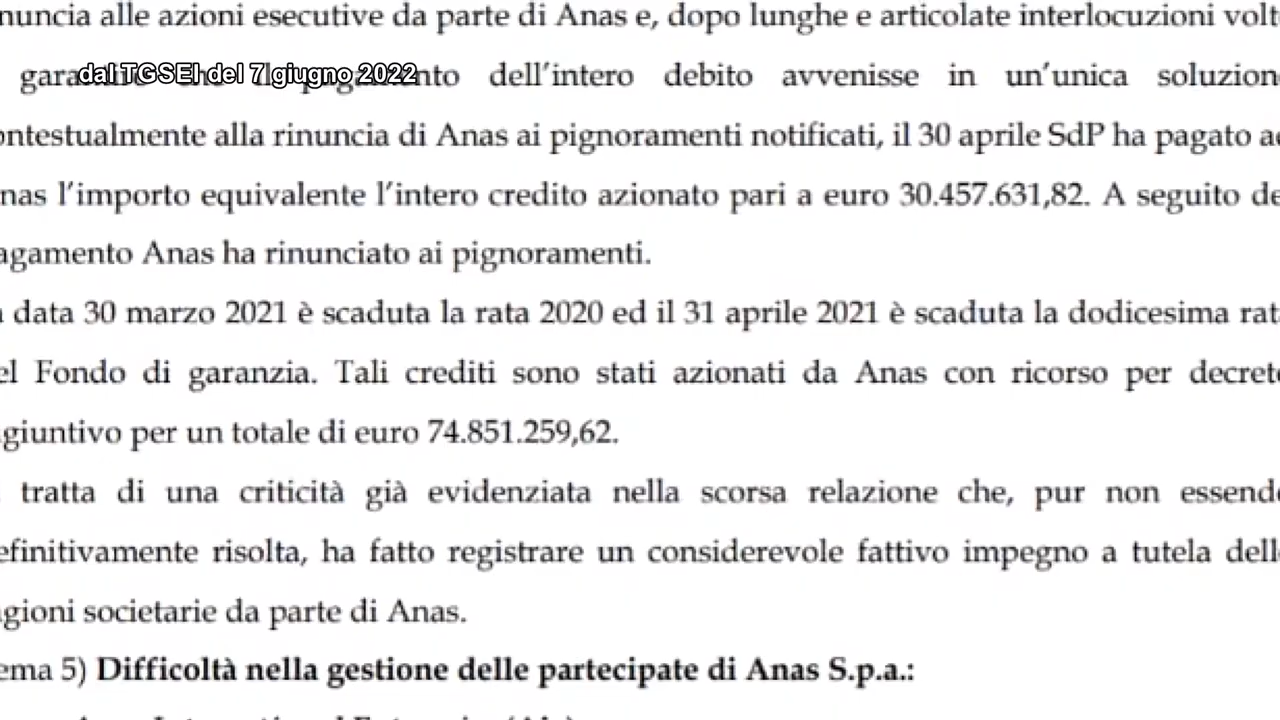 nuncia alle azioni esecutive da parte di Anas e, dopo lunghe e articolate interlocuzioni volt
dal TGSEI del 7 giugno 2022
dell'intero debito avvenisse in un'unica soluzion
ontestualmente alla rinuncia di Anas ai pignoramenti notificati, il 30 aprile SdP ha pagato a
nas l'importo equivalente l'intero credito azionato pari a euro 30.457.631,82. A seguito de
agamento Anas ha rinunciato ai pignoramenti.
data 30 marzo 2021 è scaduta la rata 2020 ed il 31 aprile 2021 è scaduta la dodicesima rat
el Fondo di garanzia. Tali crediti sono stati azionati da Anas con ricorso per decret
giuntivo per un totale di euro 74.851.259,62.
tratta di una criticità già evidenziata nella scorsa relazione che, pur non essend
efinitivamente risolta, ha fatto registrare un considerevole fattivo impegno a tutela dell
gioni societarie da parte di Anas.
ema 5) Difficoltà nella gestione delle partecipate di Anas S.p.a.: